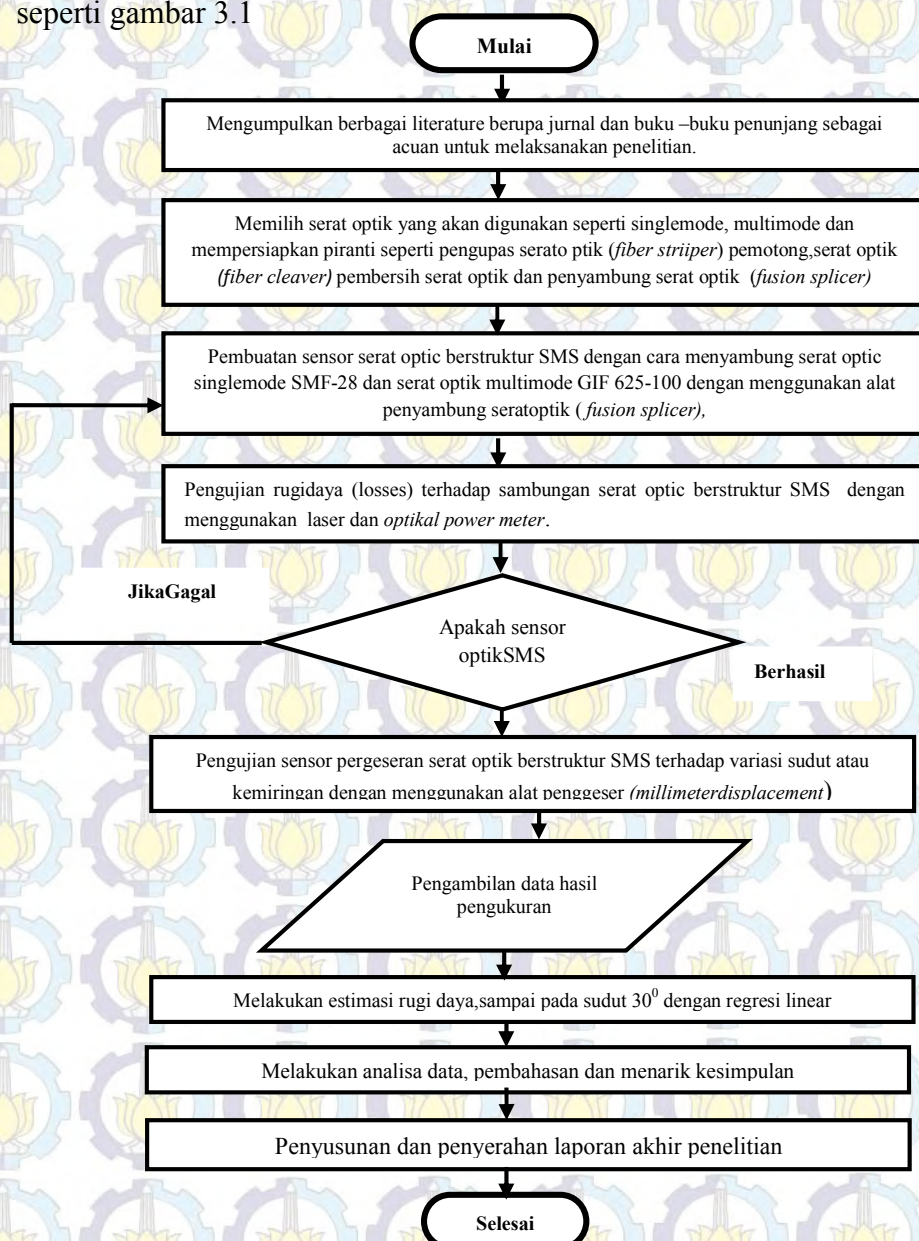 seperti gambar 3.1
Mulai
Mengumpulkan berbagai literature berupa jurnal dan buku –buku penunjang sebagai
acuan untuk melaksanakan penelitian.
Memilih serat optik yang akan digunakan seperti singlemode, multimode dan
mempersiapkan piranti seperti pengupas serato ptik (fiber striiper) pemotong,serat optik
(fiber cleaver) pembersih serat optik dan penyambung serat optik (fusion splicer)
Pembuatan sensor serat optic berstruktur SMS dengan cara menyambung serat optic
singlemode SMF-28 dan serat optik multimode GIF 625-100 dengan menggunakan alat
penyambung seratoptik ( fusion splicer),
Pengujian rugidaya (losses) terhadap sambungan serat optic berstruktur SMS dengan
menggunakan laser dan optikal power meter.
JikaGagal
Apakah sensor
optikSMS
Berhasil
Pengujian sensor pergeseran serat optik berstruktur SMS terhadap variasi sudut atau
kemiringan dengan menggunakan alat penggeser (millimeterdisplacement)
Pengambilan data hasil
pengukuran
Melakukan estimasi rugi daya,sampai pada sudut 30⁰ dengan regresi linear
Melakukan analisa data, pembahasan dan menarik kesimpulan
Penyusunan dan penyerahan laporan akhir penelitian
Selesai